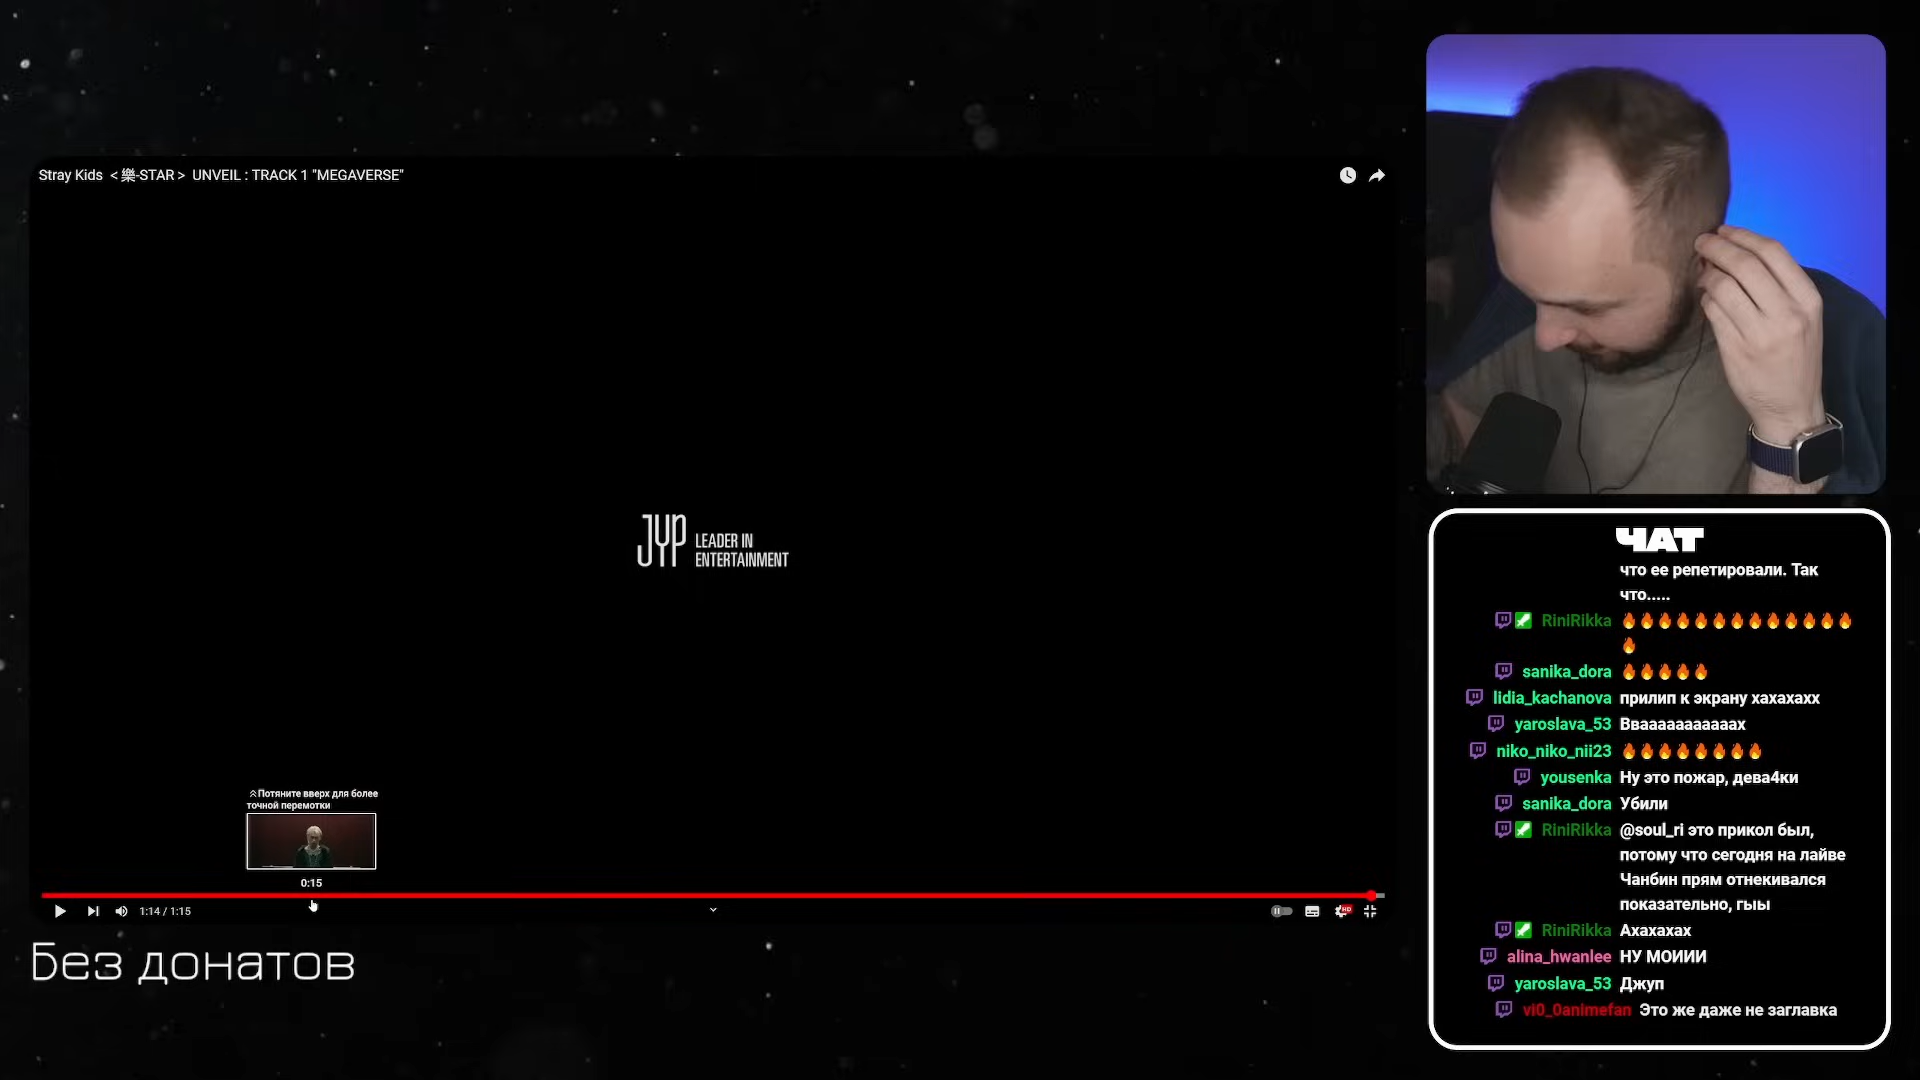 Stray Kids <樂-STAR> UNVEIL : TRACK 1 "MEGAVERSE"
JYP LEADER IN
ENTERTAINMENT
Потяните вверх для более
точной перемотки
0:15
1:14 / 1:15
HD
Без донатов
ЧАТ
что ее репетировали. Так
что.....
RiniRikka 🔥🔥🔥🔥🔥🔥🔥🔥🔥🔥🔥🔥🔥
🔥
sanika_dora 🔥🔥🔥🔥🔥
lidia_kachanova прилип к экрану хахахахх
yaroslava_53 Вваааааааааах
niko_niko_nii23 🔥🔥🔥🔥🔥🔥🔥🔥
yousenka Ну это пожар, дева4ки
sanika_dora Убили
RiniRikka @soul_ri это прикол был,
потому что сегодня на лайве
Чанбин прям отнекивался
показательно, гыы
RiniRikka Ахахахах
alina_hwanlee НУ МОИИИ
yaroslava_53 Джуп
vi0_0animefan Это же даже не заглавка